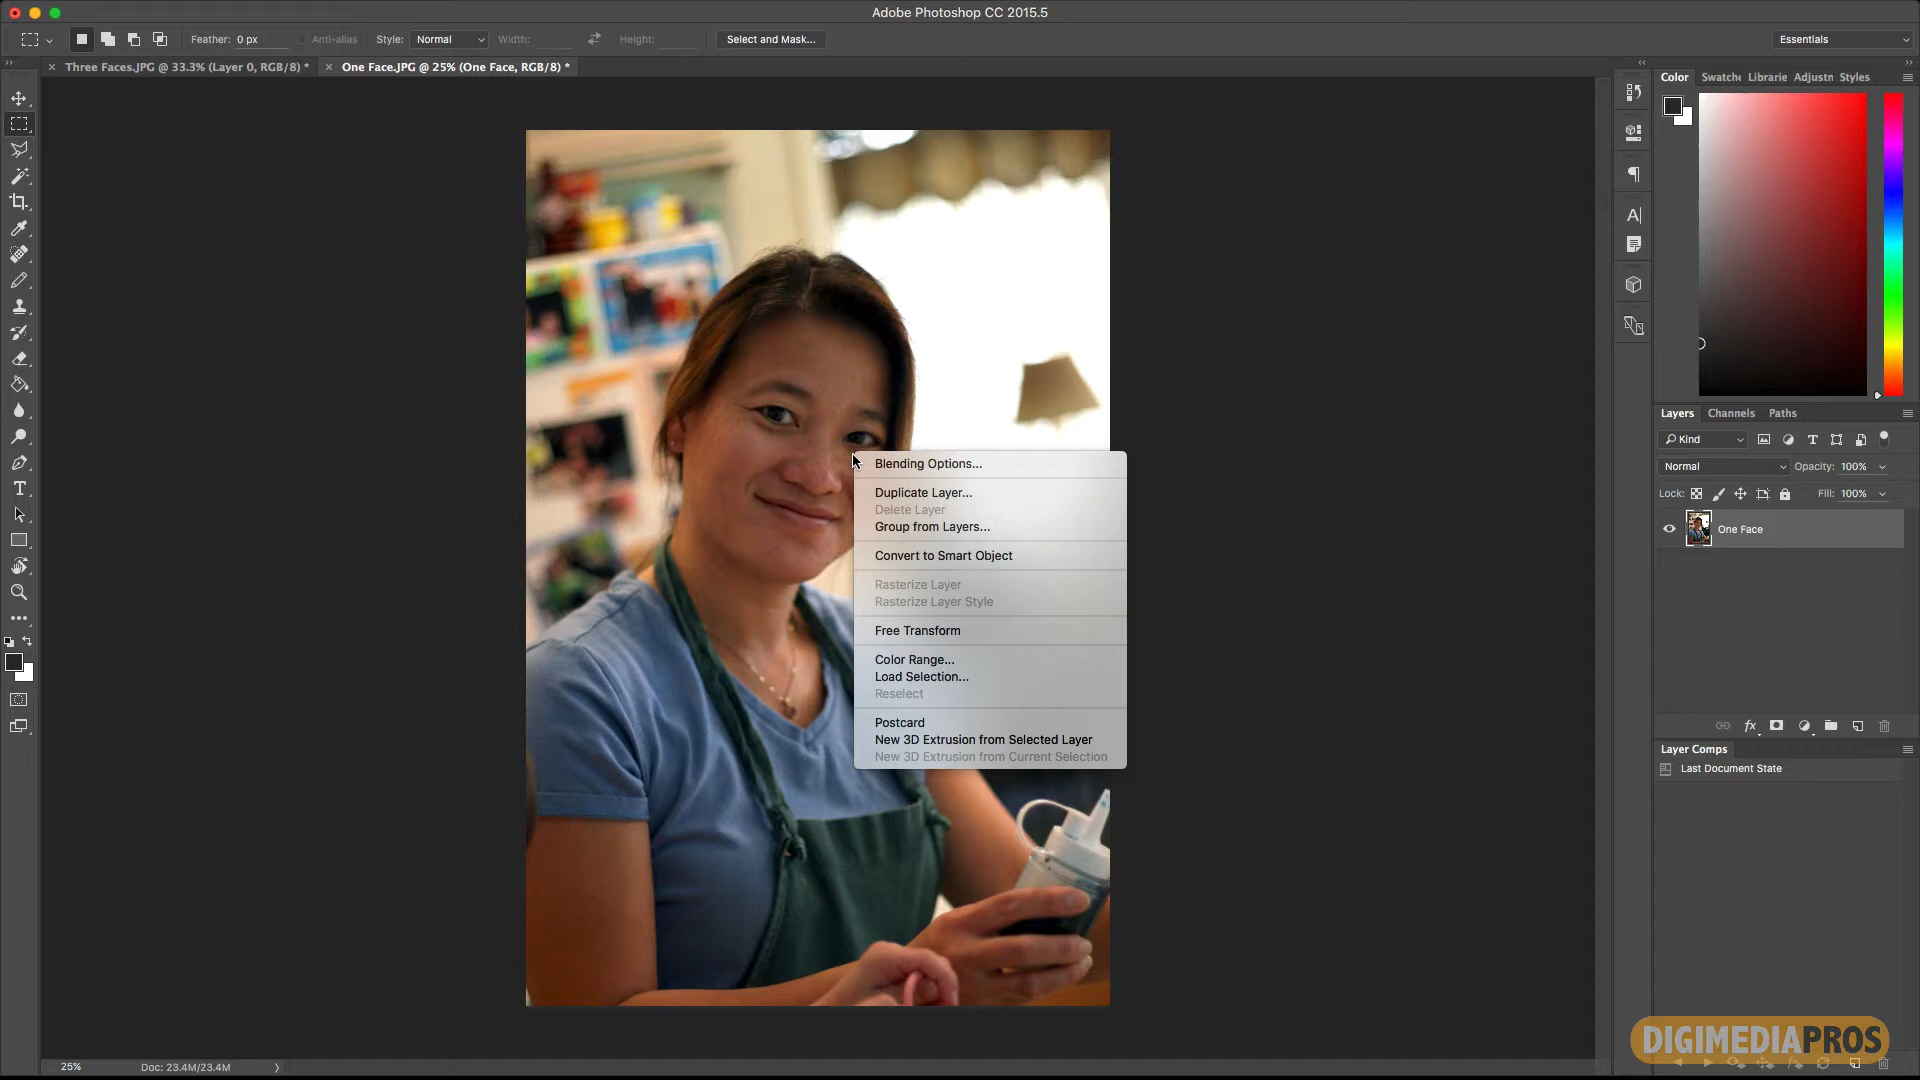 Adobe Photoshop CC 2015.5
Feather: 0 px
Anti-alias
Style: Normal
Width:
Height:
Select and Mask...
Essentials
Three Faces.JPG @ 33.3% (Layer 0, RGB/8) *
One Face.JPG @ 25% (One Face, RGB/8) *
Color
Swatche
Librarie
Adjustn
Styles
Blending Options...
Duplicate Layer...
Delete Layer
Group from Layers...
Convert to Smart Object
Rasterize Layer
Rasterize Layer Style
Free Transform
Color Range...
Load Selection...
Reselect
Postcard
New 3D Extrusion from Selected Layer
New 3D Extrusion from Current Selection
Layers
Channels
Paths
Kind
Normal
Opacity: 100%
Lock:
Fill: 100%
One Face
fx
Layer Comps
Last Document State
DIGIMEDIAPROS
25%
Doc: 23.4M/23.4M